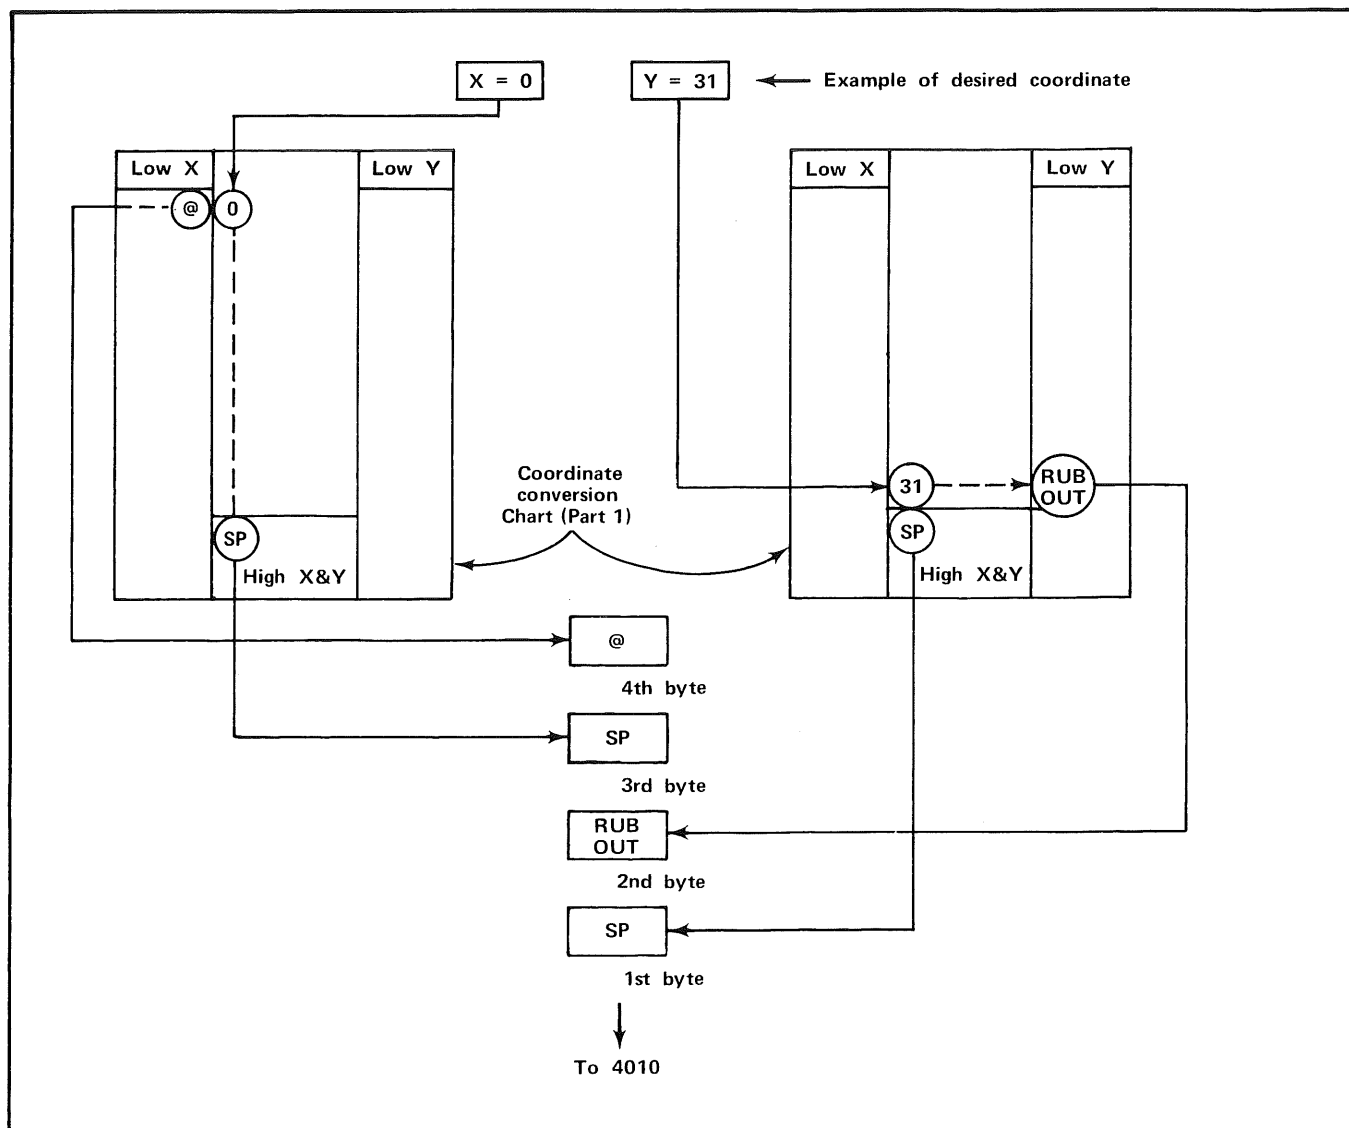 X = 0
Y = 31
Example of desired coordinate
Low X
Low Y
@
0
SP
High X&Y
Low X
Low Y
31
RUB
OUT
SP
High X&Y
Coordinate
conversion
Chart (Part 1)
@
4th byte
SP
3rd byte
RUB
OUT
2nd byte
SP
1st byte
To 4010